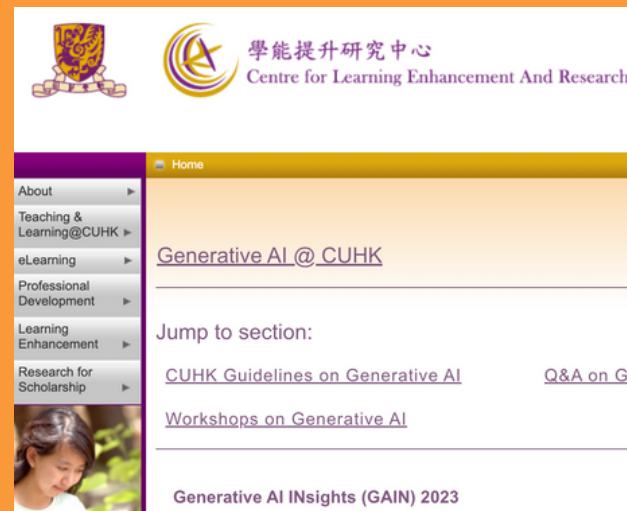 學能提升研究中心
Centre for Learning Enhancement And Research
Home
About
Teaching &
Learning@CUHK
eLearning
Professional
Development
Learning
Enhancement
Research for
Scholarship
Generative AI @ CUHK
Jump to section:
CUHK Guidelines on Generative AI
Q&A on G
Workshops on Generative AI
Generative AI INsights (GAIN) 2023